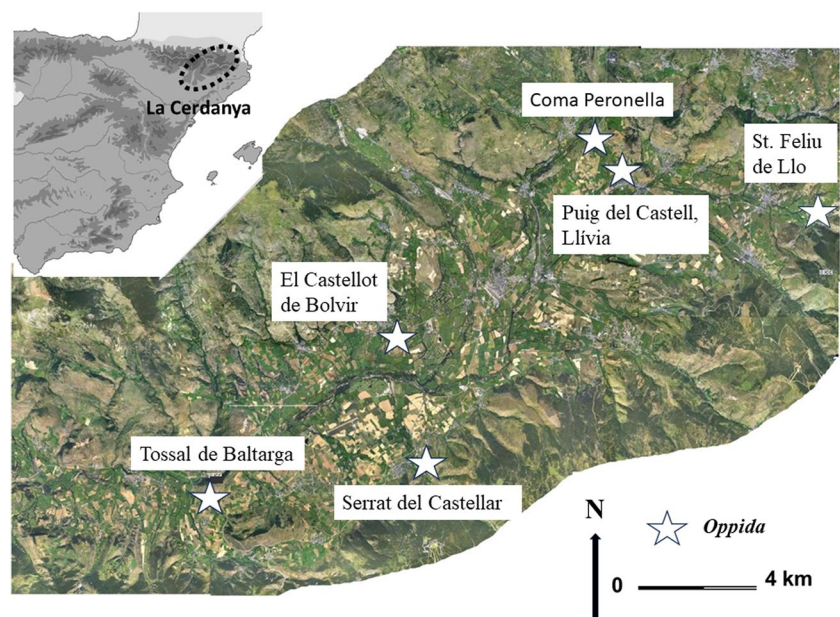 La Cerdanya
Coma Peronella
St. Feliu
de Llo
Puig del Castell,
Llívia
El Castellot
de Bolvir
Tossal de Baltarga
Serrat del Castellar
N
Oppida
0
4 km